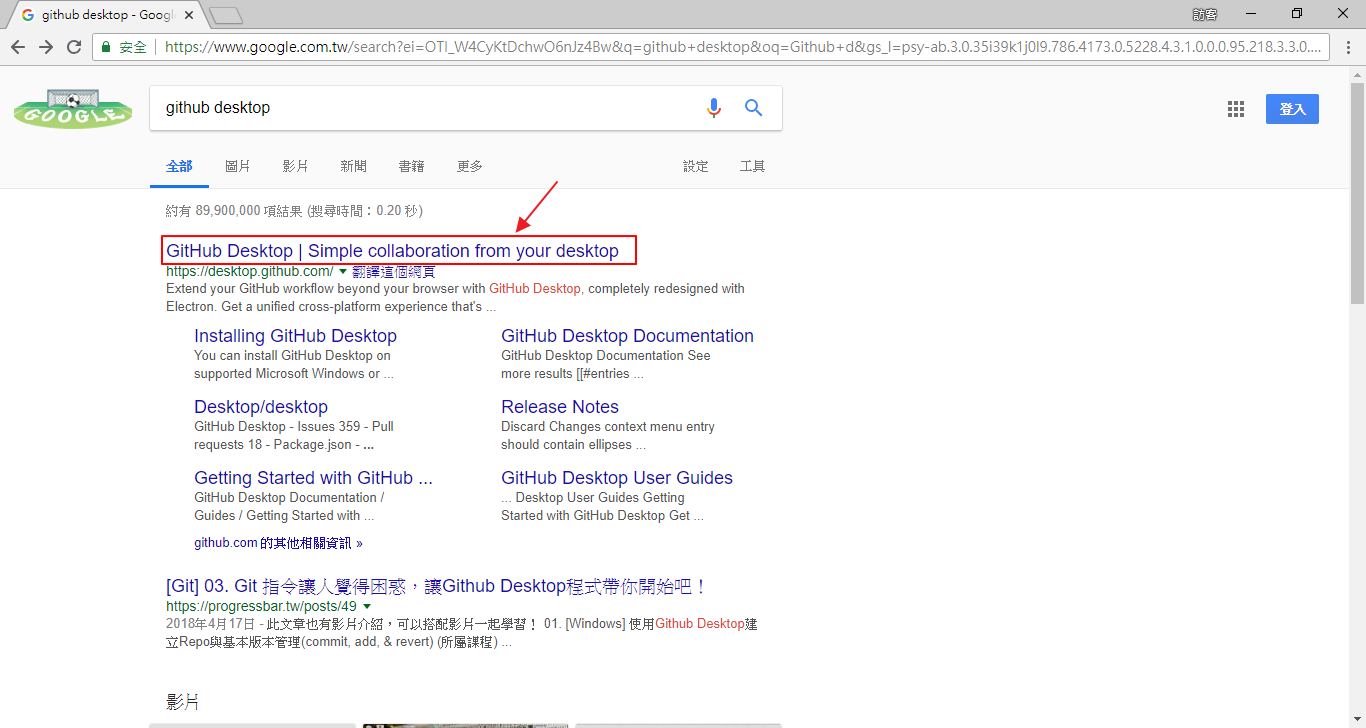 github desktop - Googl
訪客
安全
https://www.google.com.tw/search?ei=OTI_W4CyKtDchwO6nJz4Bw&q=github+desktop&oq=Github+d&gs_l=psy-ab.3.0.35i39k1j0l9.786.4173.0.5228.4.3.1.0.0.0.95.218.3.3.0....
GOOGLE
github desktop
登入
全部 圖片 影片 新聞 書籍 更多 設定 工具
約有 89,900,000 項結果 (搜尋時間：0.20 秒)
GitHub Desktop | Simple collaboration from your desktop
https://desktop.github.com/ 翻譯這個網頁
Extend your GitHub workflow beyond your browser with GitHub Desktop, completely redesigned with
Electron. Get a unified cross-platform experience that's ...
Installing GitHub Desktop
You can install GitHub Desktop on
supported Microsoft Windows or ...
GitHub Desktop Documentation
GitHub Desktop Documentation See
more results [[#entries ...
Desktop/desktop
GitHub Desktop - Issues 359 - Pull
requests 18 - Package.json - ...
Release Notes
Discard Changes context menu entry
should contain ellipses ...
Getting Started with GitHub ...
GitHub Desktop Documentation /
Guides / Getting Started with ...
GitHub Desktop User Guides
... Desktop User Guides Getting
Started with GitHub Desktop Get ...
github.com 的其他相關資訊 »
[Git] 03. Git 指令讓人覺得困惑，讓Github Desktop程式帶你開始吧！
https://progressbar.tw/posts/49
2018年4月17日 - 此文章也有影片介紹，可以搭配影片一起學習！ 01. [Windows] 使用Github Desktop建
立Repo與基本版本管理(commit, add, & revert) (所屬課程) ...
影片